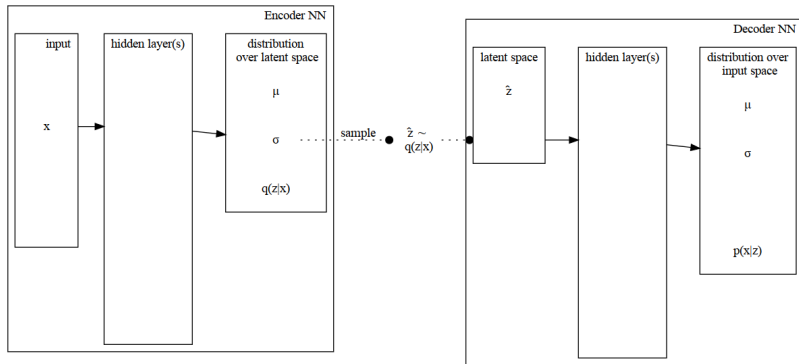 Encoder NN
input
x
hidden layer(s)
distribution
over latent space
μ
σ
q(z|x)
sample
ẑ ~
q(z|x)
Decoder NN
latent space
ẑ
hidden layer(s)
distribution over
input space
μ
σ
p(x|z)